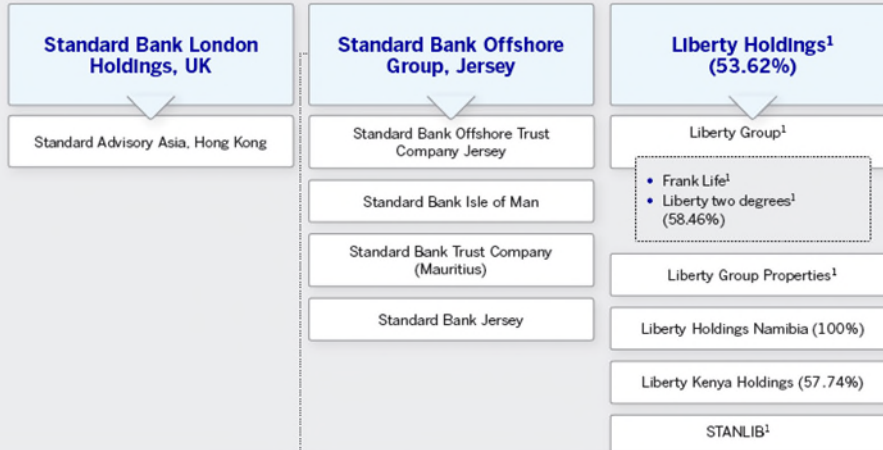 Standard Bank London
Holdings, UK
Standard Advisory Asia, Hong Kong
Standard Bank Offshore
Group, Jersey
Standard Bank Offshore Trust
Company Jersey
Standard Bank Isle of Man
Standard Bank Trust Company
(Mauritius)
Standard Bank Jersey
Liberty Holdings¹
(53.62%)
Liberty Group¹
• Frank Life¹
• Liberty two degrees¹
(58.46%)
Liberty Group Properties¹
Liberty Holdings Namibia (100%)
Liberty Kenya Holdings (57.74%)
STANLIB¹